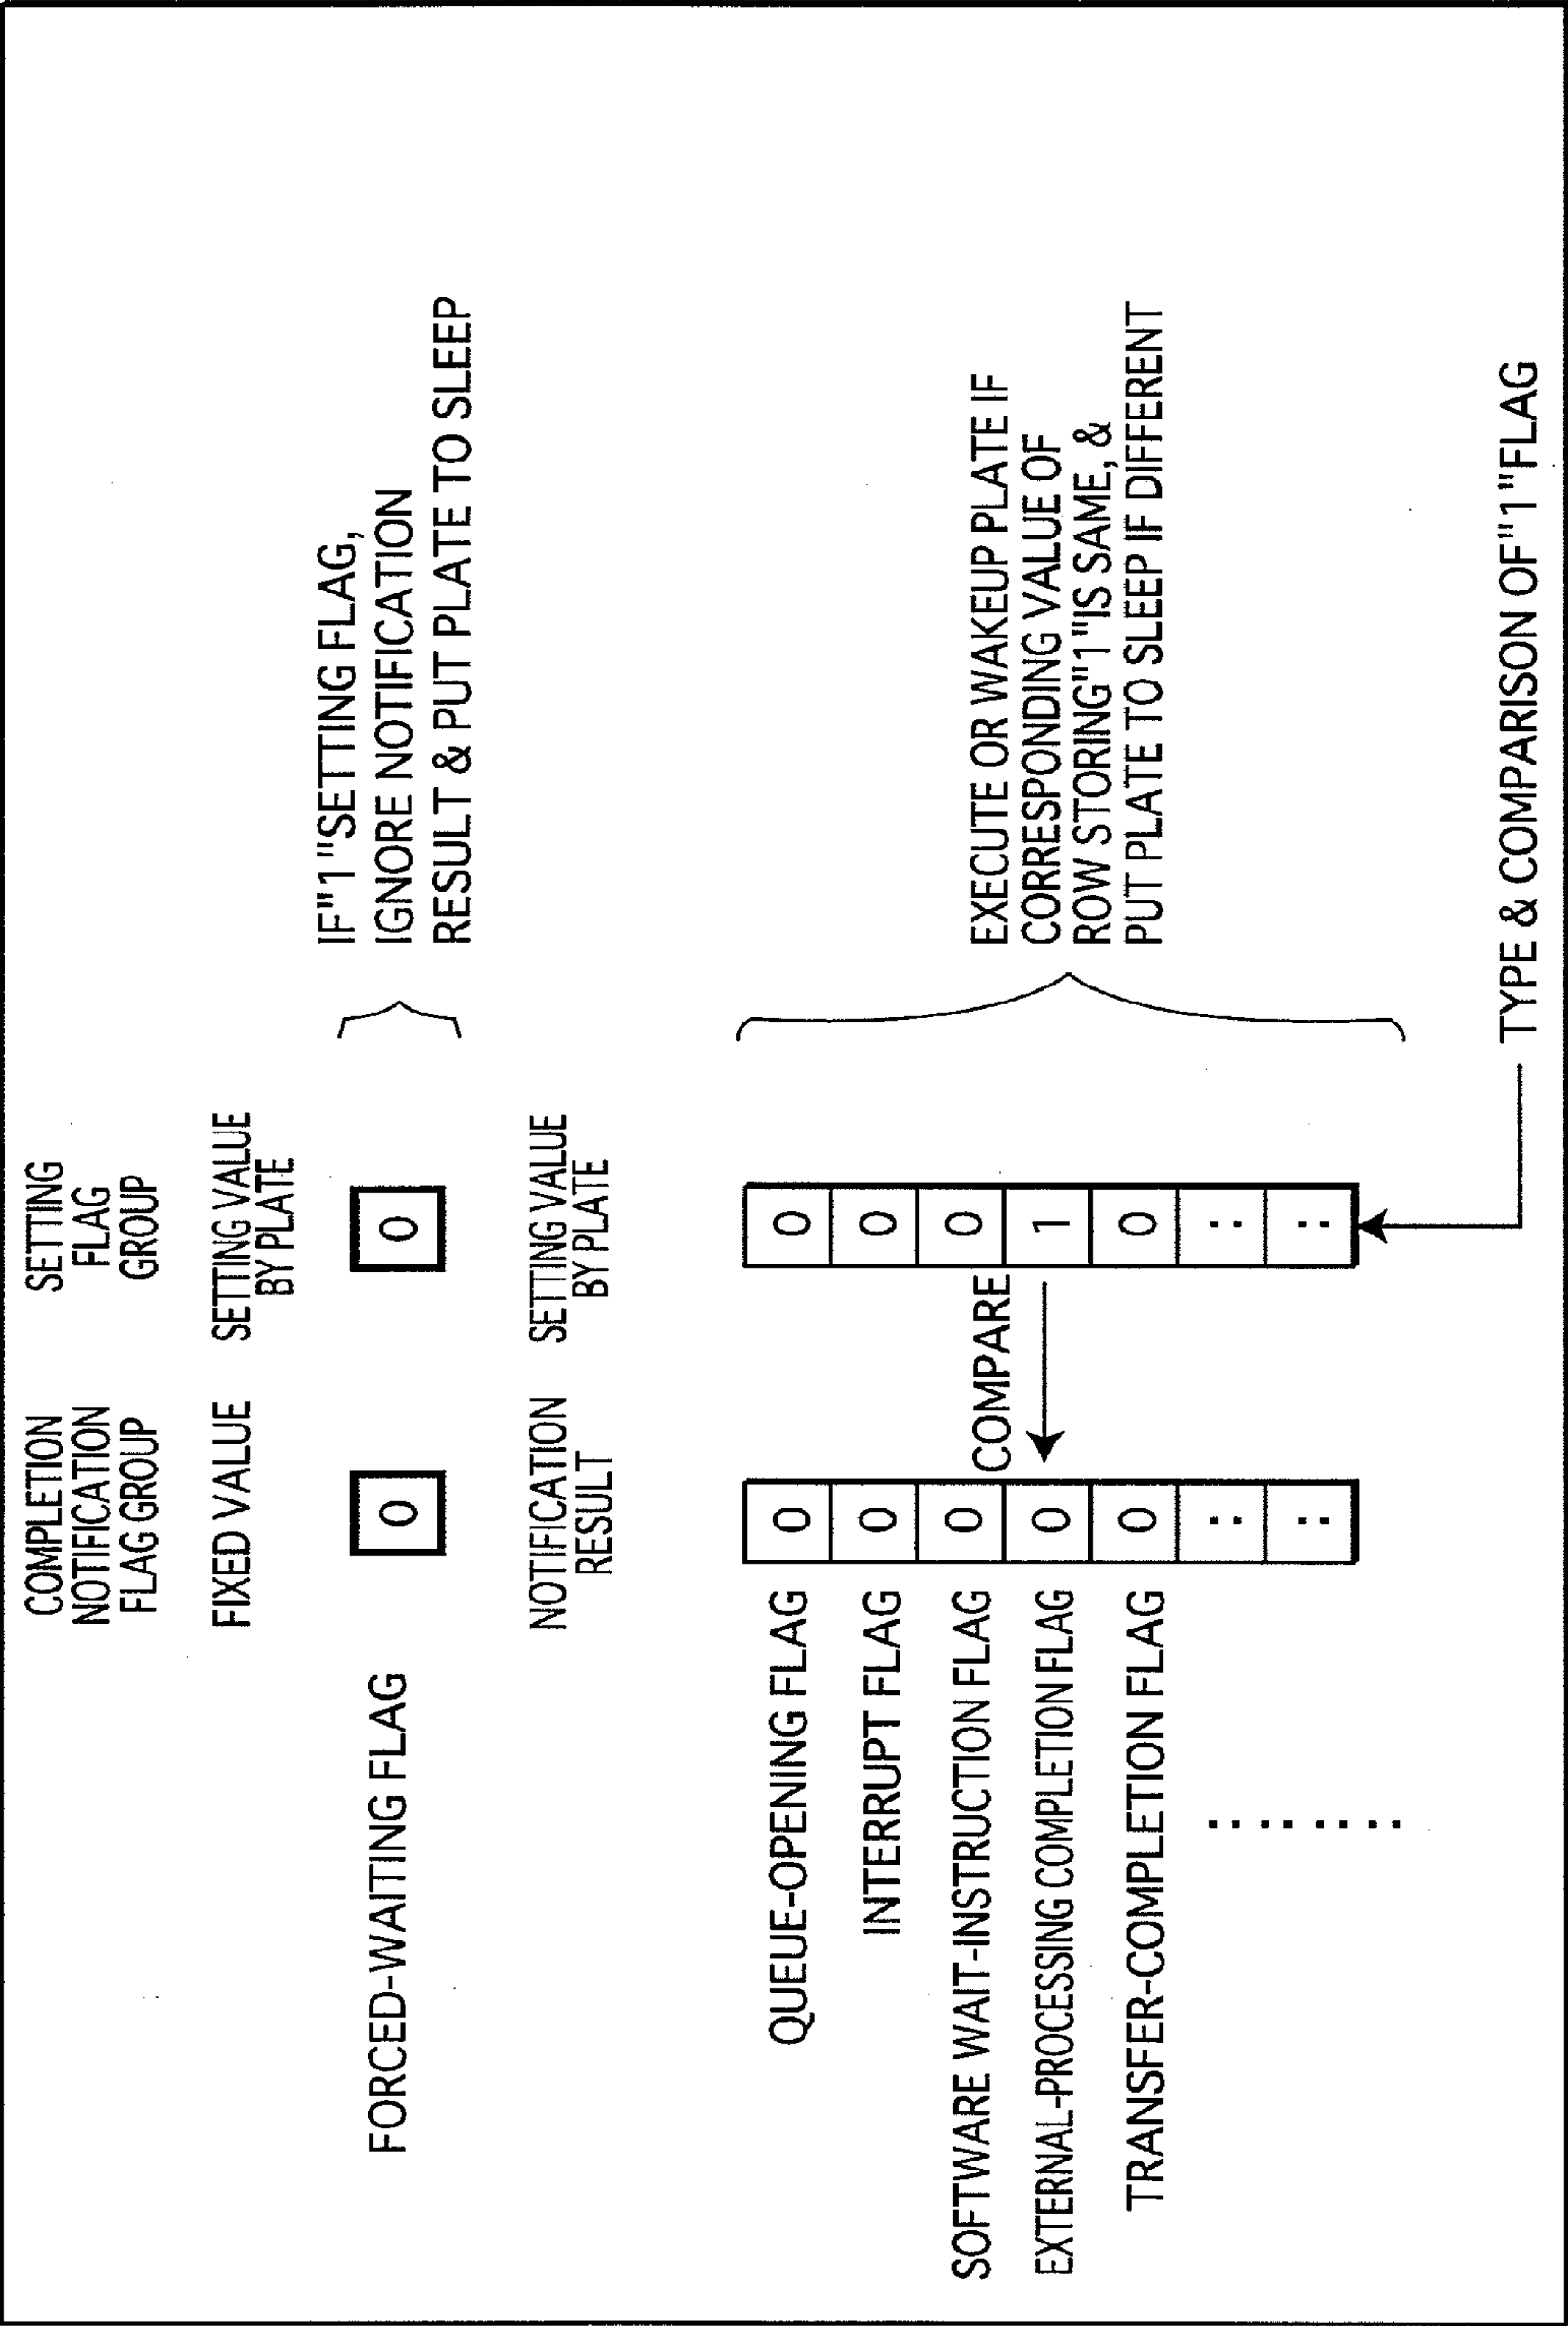 COMPLETION
NOTIFICATION
FLAG GROUP
SETTING
FLAG
GROUP
FIXED VALUE
SETTING VALUE
BY PLATE
FORCED-WAITING FLAG
0
0
IF"1"SETTING FLAG,
IGNORE NOTIFICATION
RESULT & PUT PLATE TO SLEEP
NOTIFICATION
RESULT
SETTING VALUE
BY PLATE
QUEUE-OPENING FLAG
0
0
INTERRUPT FLAG
0
0
SOFTWARE WAIT-INSTRUCTION FLAG
0
0
EXTERNAL-PROCESSING COMPLETION FLAG
0
COMPARE
1
TRANSFER-COMPLETION FLAG
0
0
:
:
:
:
........
EXECUTE OR WAKEUP PLATE IF
CORRESPONDING VALUE OF
ROW STORING"1"IS SAME, &
PUT PLATE TO SLEEP IF DIFFERENT
TYPE & COMPARISON OF"1"FLAG